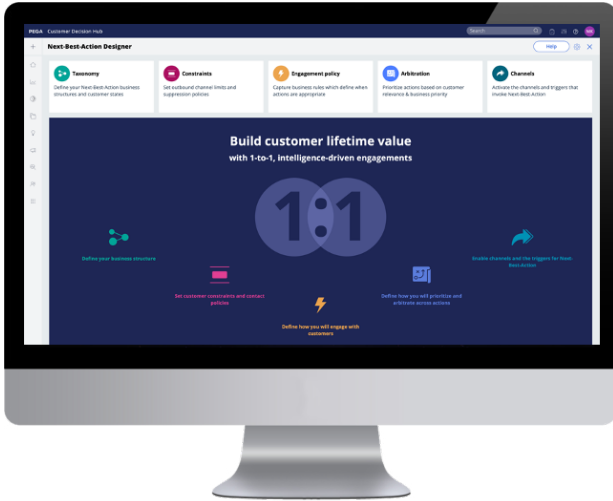 PEGA Customer Decision Hub
Search
Next-Best-Action Designer
Help
Taxonomy
Define your Next-Best-Action business
structures and customer states
Constraints
Set outbound channel limits and
suppression policies
Engagement policy
Capture business rules which define when
actions are appropriate
Arbitration
Prioritize actions based on customer
relevance & business priority
Channels
Activate the channels and triggers that
invoke Next-Best-Action
Build customer lifetime value
with 1-to-1, intelligence-driven engagements
1:1
Define your business structure
Enable channels and the triggers for Next-
Best-Action
Set customer constraints and contact
policies
Define how you will prioritize and
arbitrate across actions
Define how you will engage with
customers